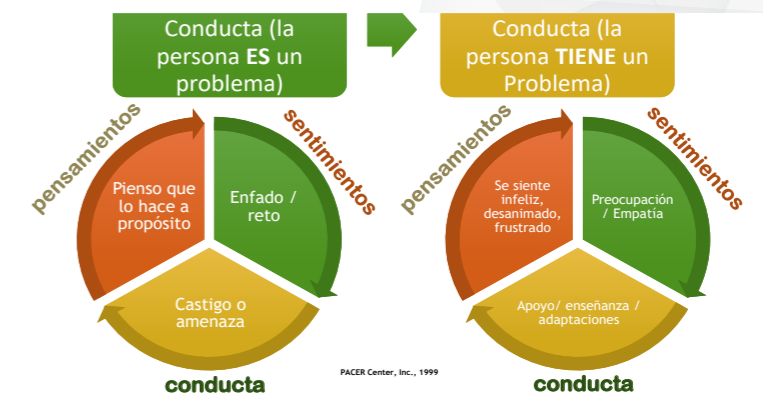 Conducta (la
persona ES un
problema)
Conducta (la
persona TIENE un
Problema)
pensamientos
sentimientos
Pienso que
lo hace a
propósito
Enfado /
reto
Castigo o
amenaza
conducta
pensamientos
sentimientos
Se siente
infeliz,
desanimado,
frustrado
Preocupación
/ Empatía
Apoyo/ enseñanza /
adaptaciones
conducta
PACER Center, Inc., 1999